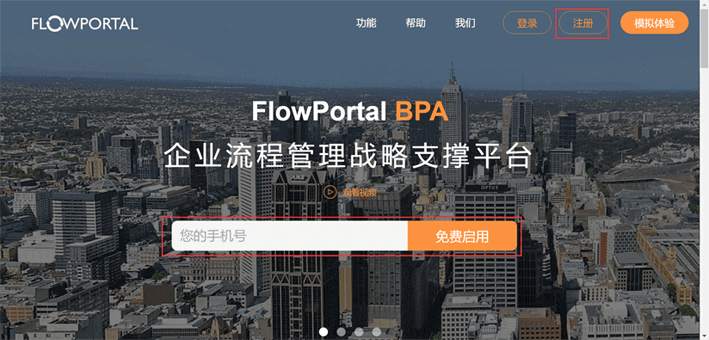 FLOWPORTAL 功能 帮助 我们 登录 注册 模拟体验
FlowPortal BPA
企业流程管理战略支撑平台
观看视频
您的手机号 免费启用
OPTUS